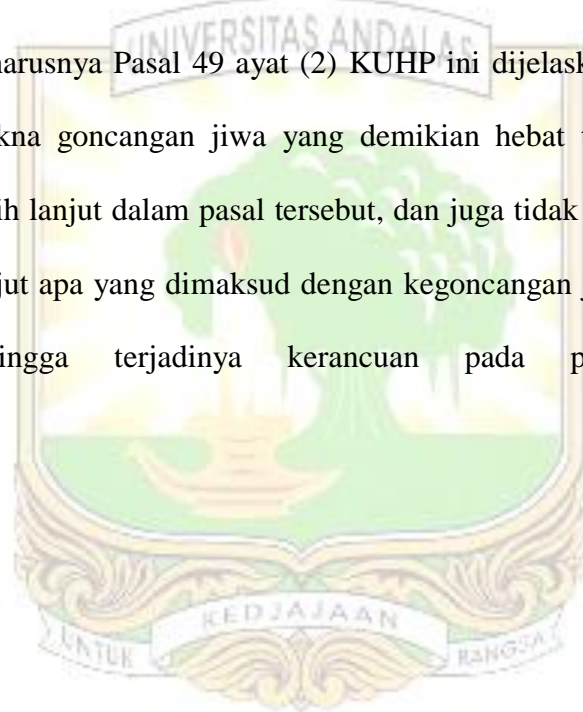 UNIVERSITAS ANDALAS
harusnya Pasal 49 ayat (2) KUHP ini dijelask
kna goncangan jiwa yang demikian hebat
ih lanjut dalam pasal tersebut, dan juga tidak
jut apa yang dimaksud dengan kegoncangan
ingga terjadinya kerancuan pada p
KEDJAJAAN
UNTUK BANGSA